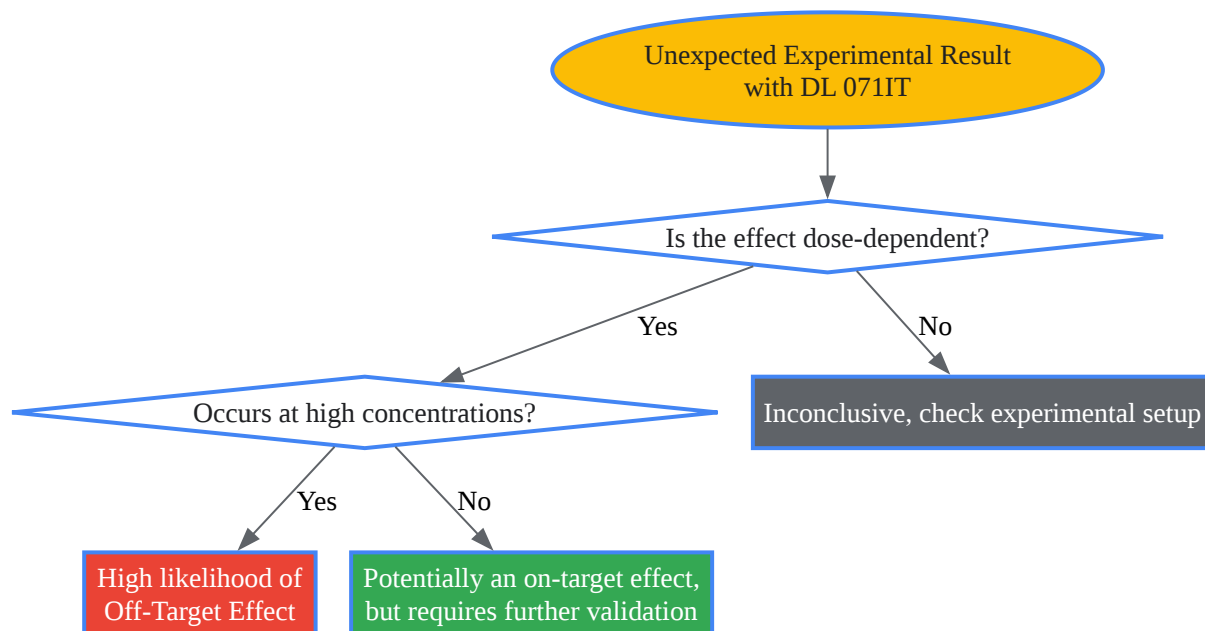 Unexpected Experimental Result
with DL 071IT
Is the effect dose-dependent?
Yes
No
Occurs at high concentrations?
Inconclusive, check experimental setup
Yes
No
High likelihood of
Off-Target Effect
Potentially an on-target effect,
but requires further validation